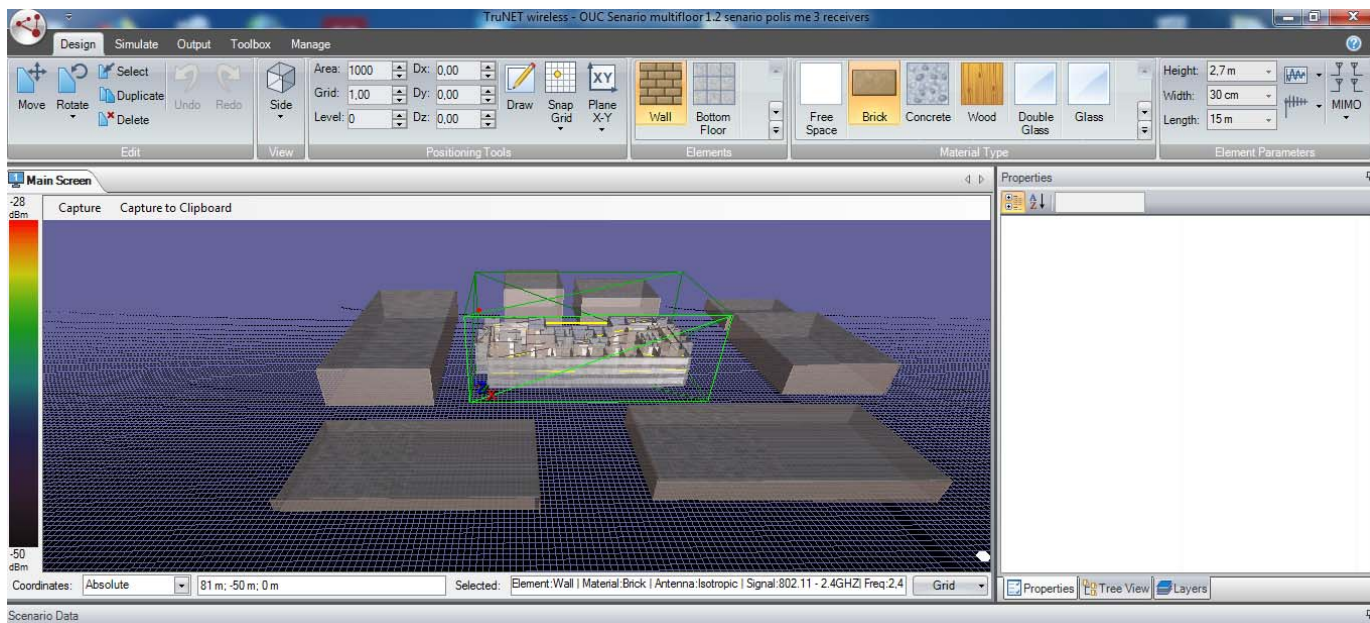 TruNET wireless - OUC Senario multifloor 1.2 senario polis me 3 receivers
Design Simulate Output Toolbox Manage
Move Rotate Select Duplicate Delete Undo Redo
Edit
Side
View
Area: 1000 Dx: 0,00
Grid: 1,00 Dy: 0,00
Level: 0 Dz: 0,00
Draw Snap Grid XY Plane X-Y
Positioning Tools
Wall Bottom Floor
Elements
Free Space Brick Concrete Wood Double Glass Glass
Material Type
Height: 2,7 m
Width: 30 cm
Length: 15 m
MIMO
Element Parameters
1 Main Screen
Properties
-28 dBm
Capture Capture to Clipboard
A Z
X
-50 dBm
Coordinates: Absolute 81 m; -50 m; 0 m Selected: Element:Wall | Material:Brick | Antenna:Isotropic | Signal:802.11 - 2.4GHZ| Freq:2,4 Grid
Properties Tree View Layers
Scenario Data